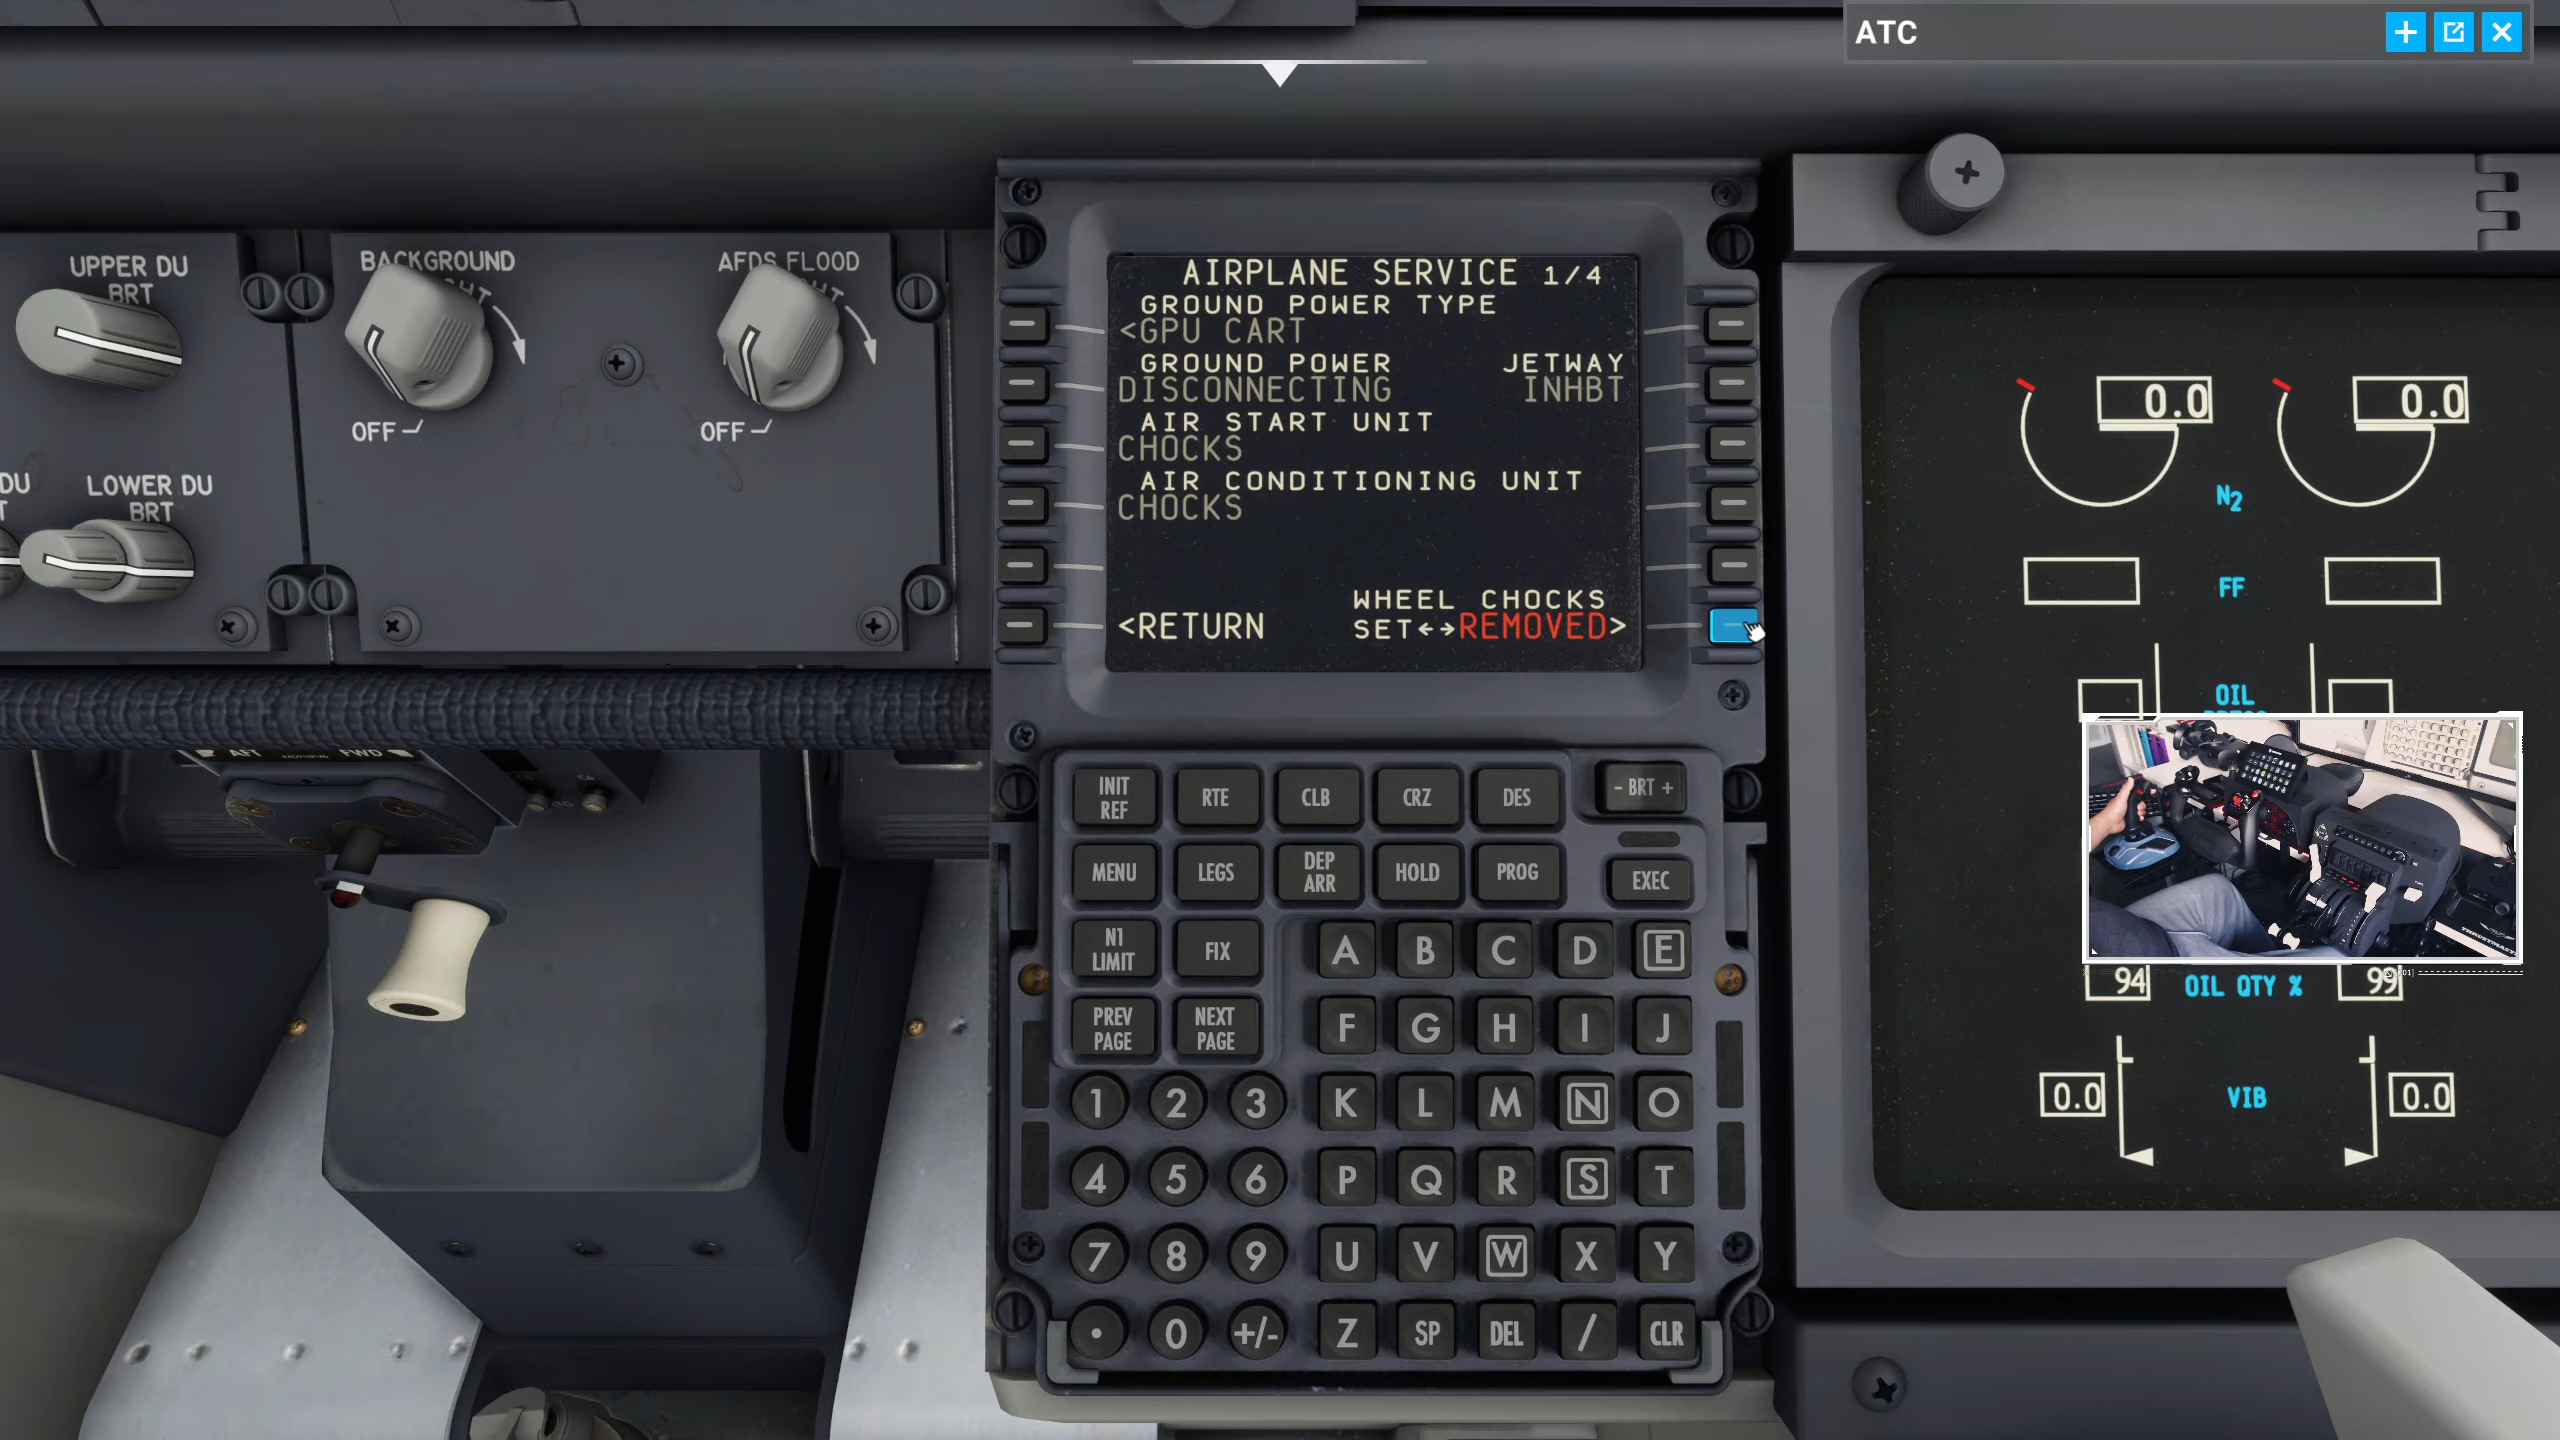 ATC
UPPER DU
BRT
BACKGROUND
AFDS FLOOD
OFF
OFF
DU
LOWER DU
BRT
AFT
FWD
AIRPLANE SERVICE 1/4
GROUND POWER TYPE
<GPU CART
GROUND POWER JETWAY
DISCONNECTING INHBT
AIR START UNIT
CHOCKS
AIR CONDITIONING UNIT
CHOCKS
WHEEL CHOCKS
<RETURN SET←→REMOVED>
INIT REF
RTE
CLB
CRZ
DES
- BRT +
MENU
LEGS
DEP ARR
HOLD
PROG
EXEC
N1 LIMIT
FIX
PREV PAGE
NEXT PAGE
A B C D E
F G H I J
1 2 3 K L M N O
4 5 6 P Q R S T
7 8 9 U V W X Y
. 0 +/- Z SP DEL / CLR
0.0 0.0
N2
FF
OIL
94 OIL QTY % 99
0.0 VIB 0.0